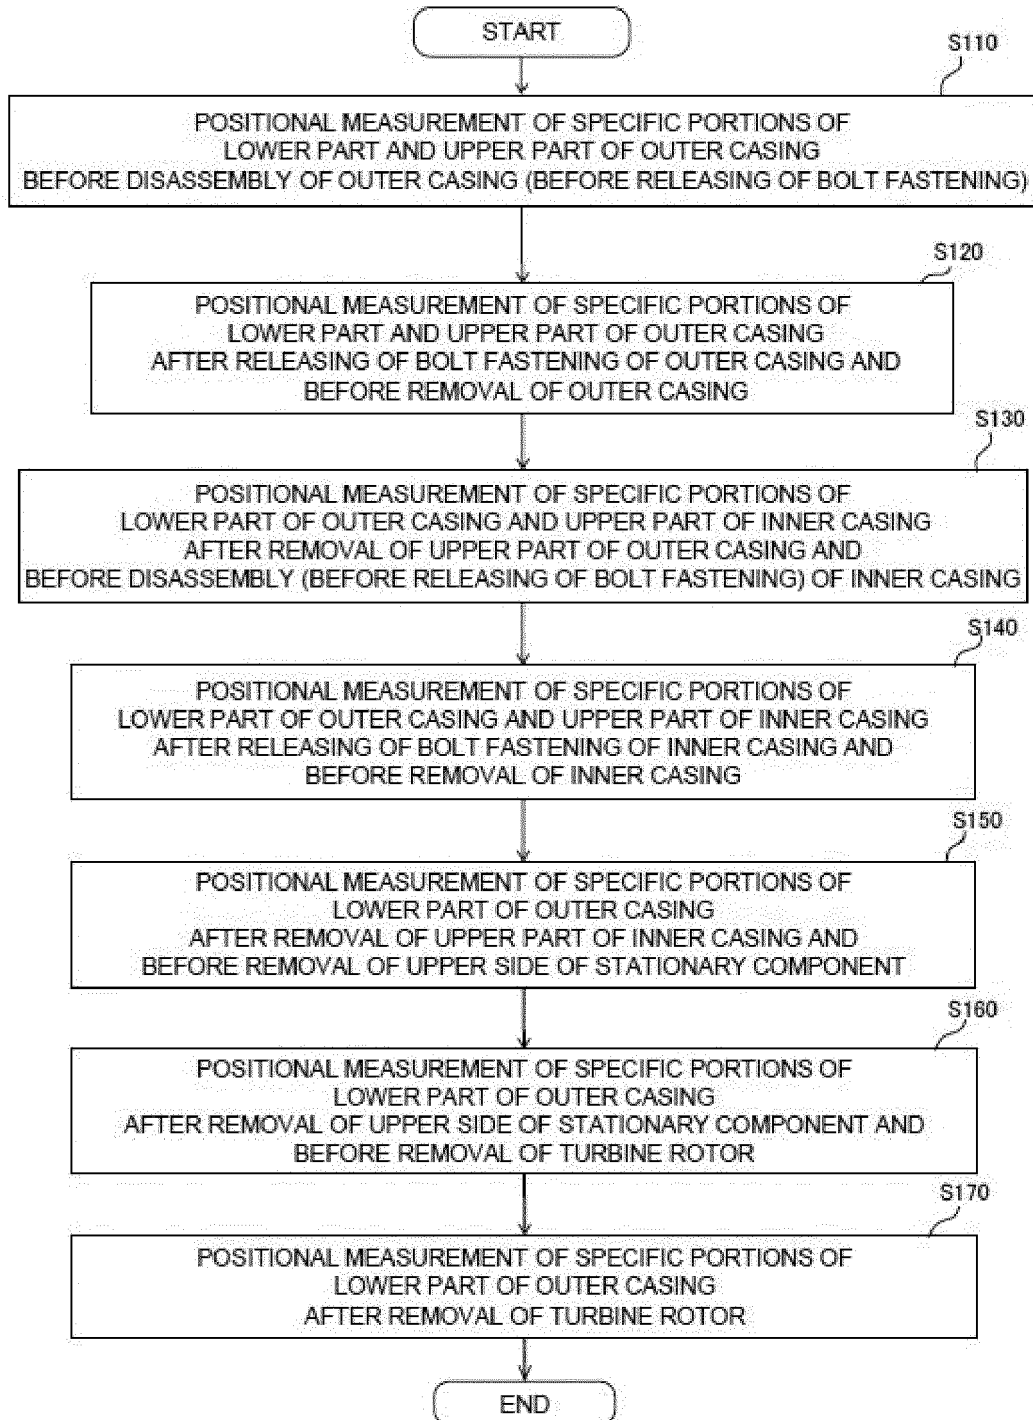 START
S110
POSITIONAL MEASUREMENT OF SPECIFIC PORTIONS OF
LOWER PART AND UPPER PART OF OUTER CASING
BEFORE DISASSEMBLY OF OUTER CASING (BEFORE RELEASING OF BOLT FASTENING)
S120
POSITIONAL MEASUREMENT OF SPECIFIC PORTIONS OF
LOWER PART AND UPPER PART OF OUTER CASING
AFTER RELEASING OF BOLT FASTENING OF OUTER CASING AND
BEFORE REMOVAL OF OUTER CASING
S130
POSITIONAL MEASUREMENT OF SPECIFIC PORTIONS OF
LOWER PART OF OUTER CASING AND UPPER PART OF INNER CASING
AFTER REMOVAL OF UPPER PART OF OUTER CASING AND
BEFORE DISASSEMBLY (BEFORE RELEASING OF BOLT FASTENING) OF INNER CASING
S140
POSITIONAL MEASUREMENT OF SPECIFIC PORTIONS OF
LOWER PART OF OUTER CASING AND UPPER PART OF INNER CASING
AFTER RELEASING OF BOLT FASTENING OF INNER CASING AND
BEFORE REMOVAL OF INNER CASING
S150
POSITIONAL MEASUREMENT OF SPECIFIC PORTIONS OF
LOWER PART OF OUTER CASING
AFTER REMOVAL OF UPPER PART OF INNER CASING AND
BEFORE REMOVAL OF UPPER SIDE OF STATIONARY COMPONENT
S160
POSITIONAL MEASUREMENT OF SPECIFIC PORTIONS OF
LOWER PART OF OUTER CASING
AFTER REMOVAL OF UPPER SIDE OF STATIONARY COMPONENT AND
BEFORE REMOVAL OF TURBINE ROTOR
S170
POSITIONAL MEASUREMENT OF SPECIFIC PORTIONS OF
LOWER PART OF OUTER CASING
AFTER REMOVAL OF TURBINE ROTOR
END